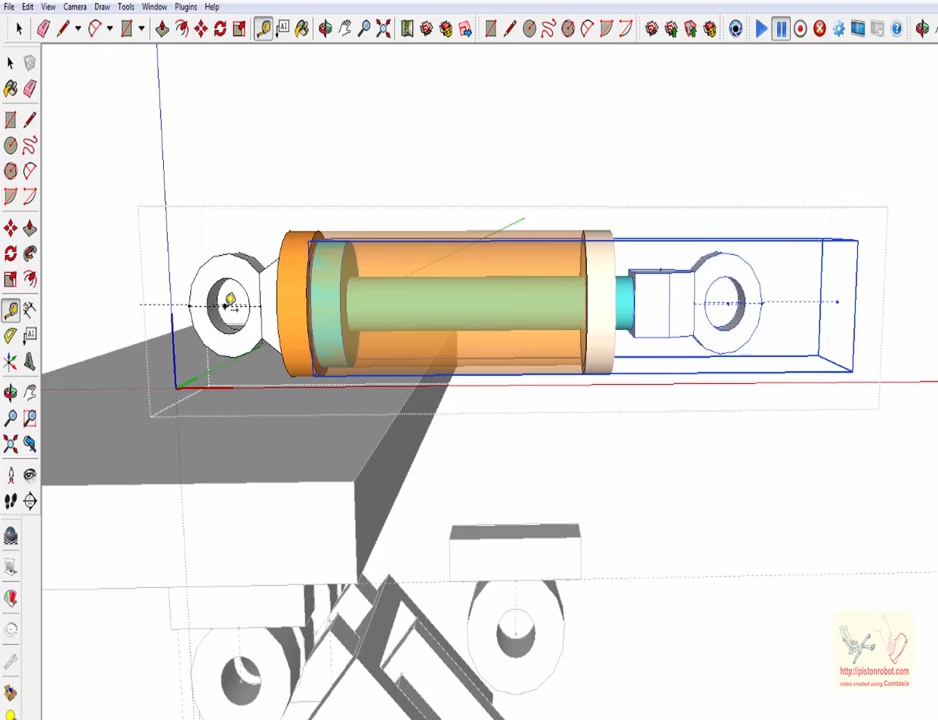 File Edit View Camera Draw Tools Window Plugins Help
http://pistonrobot.com
video created using Camtasia